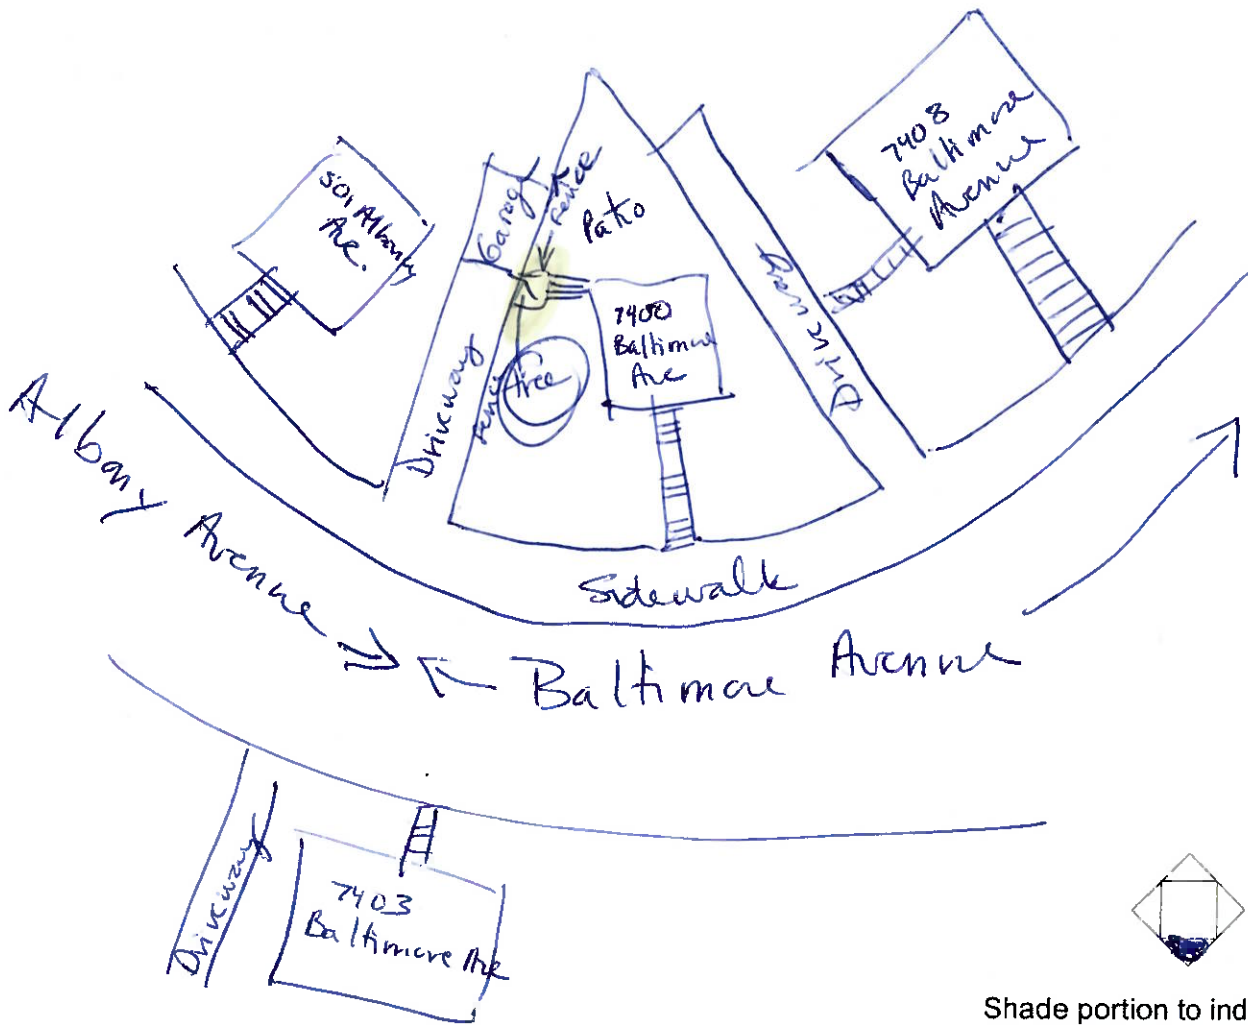 7408
Baltimore
Avenue
501 Albany
Ave.
Garage
Fence
Patio
Driveway
7400
Baltimore
Ave
tree
Fence
Driveway
Albany Avenue
Sidewalk
Baltimore Avenue
Driveway
7403
Baltimore Ave
Shade portion to ind